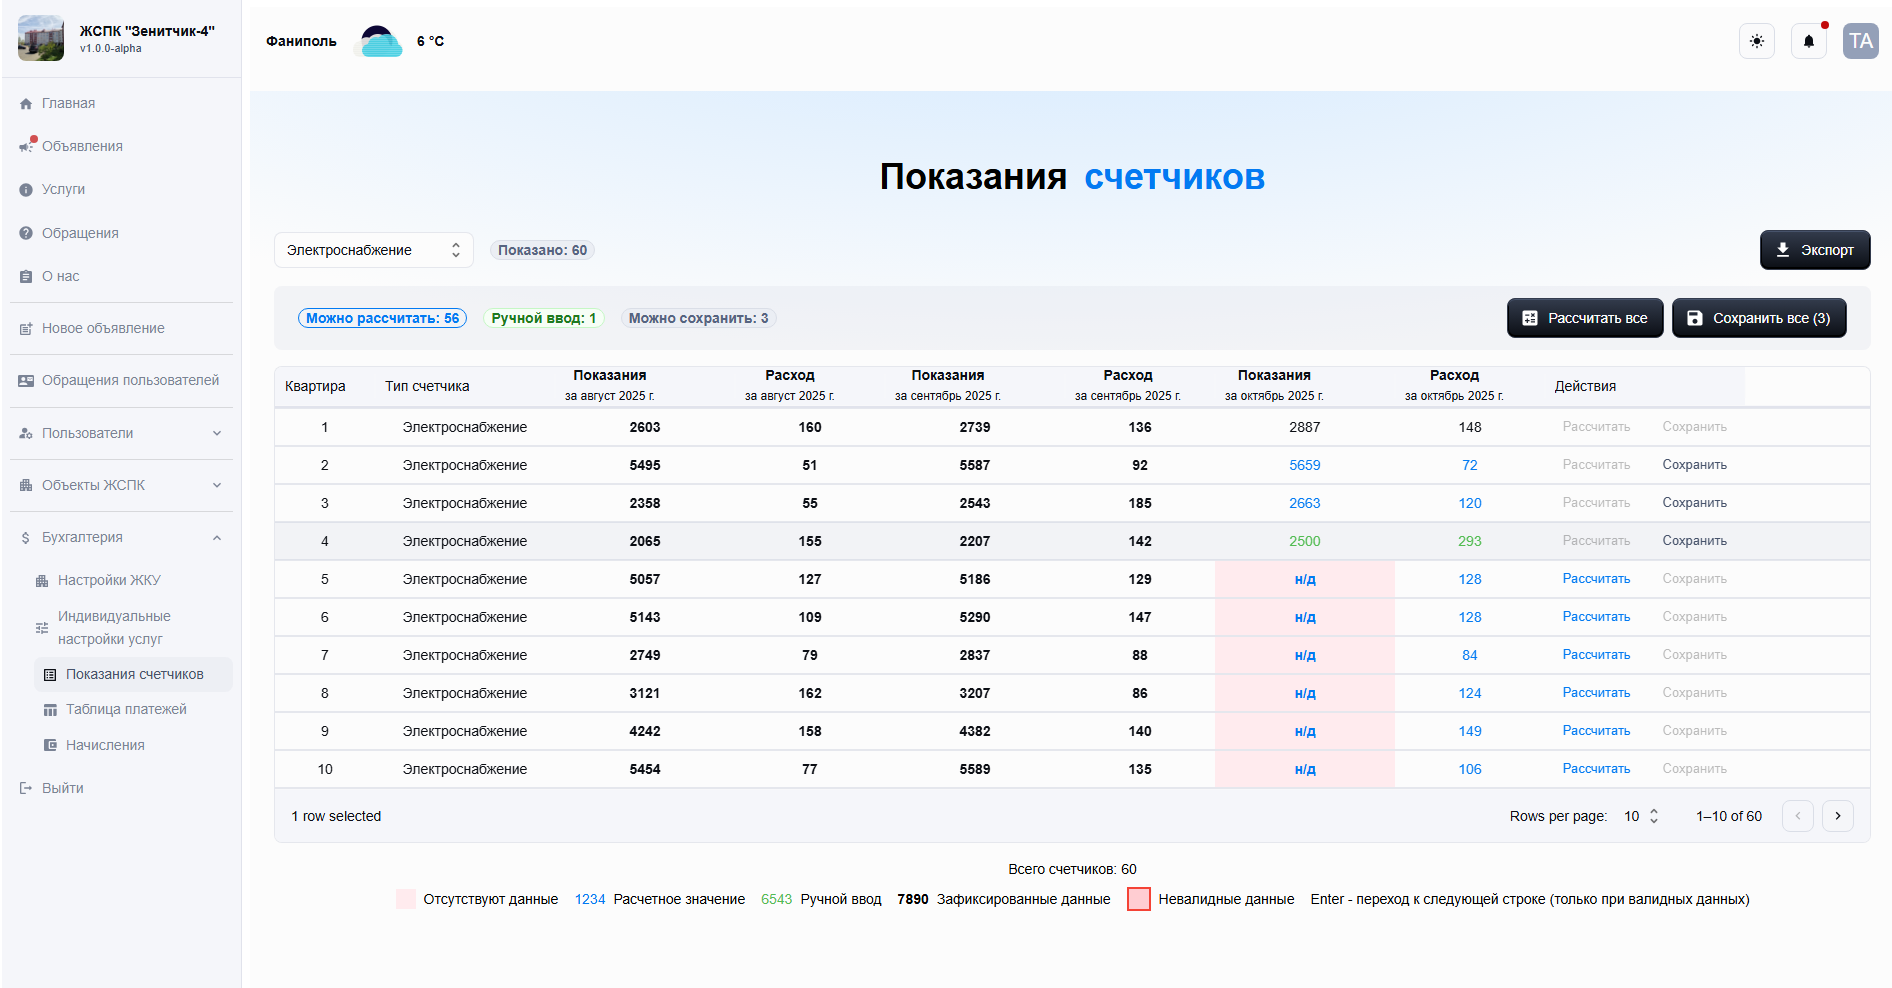 ЖСПК "Зенитчик-4"
v1.0.0-alpha
Главная
Объявления
Услуги
Обращения
О нас
Новое объявление
Обращения пользователей
Пользователи
Объекты ЖСПК
Бухгалтерия
Настройки ЖКУ
Индивидуальные
настройки услуг
Показания счетчиков
Таблица платежей
Начисления
Выйти
Фаниполь 6 °C TA
Показания счетчиков
Электроснабжение Показано: 60 Экспорт
Можно рассчитать: 56 Ручной ввод: 1 Можно сохранить: 3 Рассчитать все Сохранить все (3)
Квартира Тип счетчика Показания за август 2025 г. Расход за август 2025 г. Показания за сентябрь 2025 г. Расход за сентябрь 2025 г. Показания за октябрь 2025 г. Расход за октябрь 2025 г. Действия
1 Электроснабжение 2603 160 2739 136 2887 148 Рассчитать Сохранить
2 Электроснабжение 5495 51 5587 92 5659 72 Рассчитать Сохранить
3 Электроснабжение 2358 55 2543 185 2663 120 Рассчитать Сохранить
4 Электроснабжение 2065 155 2207 142 2500 293 Рассчитать Сохранить
5 Электроснабжение 5057 127 5186 129 н/д 128 Рассчитать Сохранить
6 Электроснабжение 5143 109 5290 147 н/д 128 Рассчитать Сохранить
7 Электроснабжение 2749 79 2837 88 н/д 84 Рассчитать Сохранить
8 Электроснабжение 3121 162 3207 86 н/д 124 Рассчитать Сохранить
9 Электроснабжение 4242 158 4382 140 н/д 149 Рассчитать Сохранить
10 Электроснабжение 5454 77 5589 135 н/д 106 Рассчитать Сохранить
1 row selected Rows per page: 10 1–10 of 60
Всего счетчиков: 60
Отсутствуют данные 1234 Расчетное значение 6543 Ручной ввод 7890 Зафиксированные данные Невалидные данные Enter - переход к следующей строке (только при валидных данных)